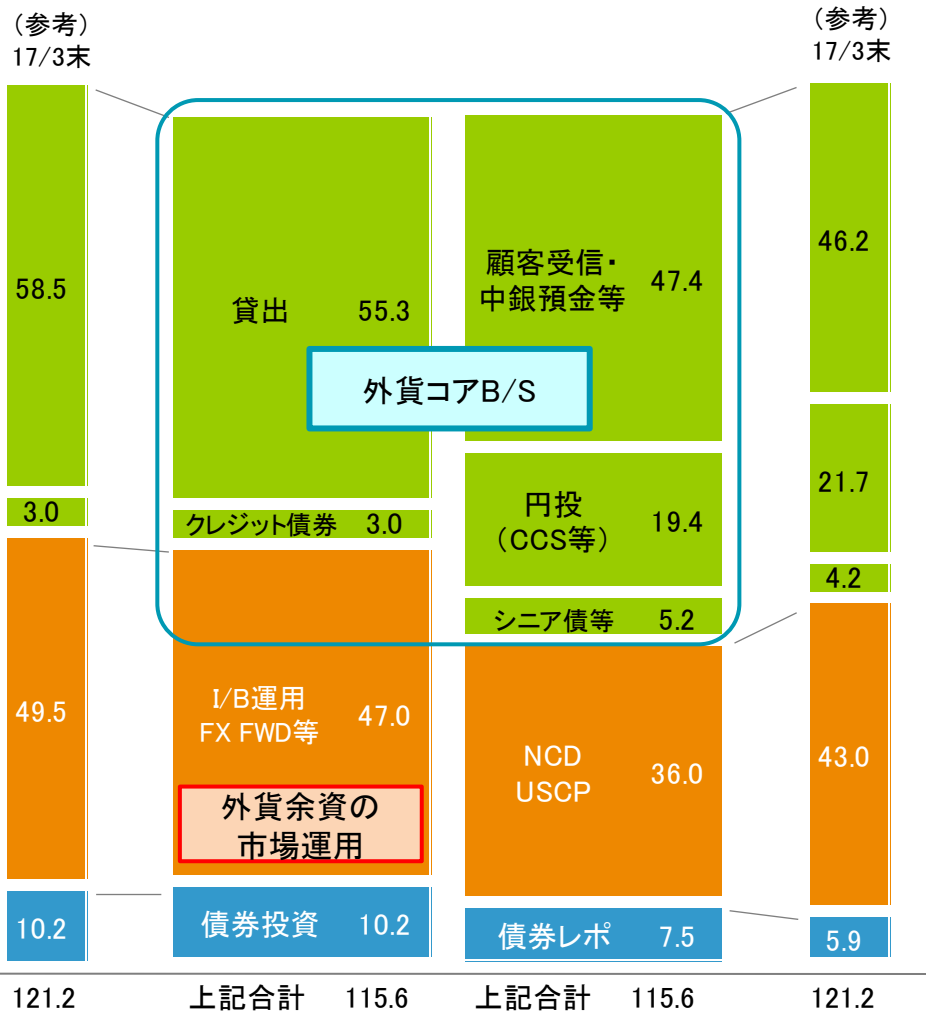 （参考）
17/3末
58.5
3.0
49.5
10.2
121.2
貸出 55.3
クレジット債券 3.0
I/B運用
FX FWD等 47.0
外貨余資の
市場運用
債券投資 10.2
上記合計 115.6
外貨コアB/S
顧客受信・
中銀預金等 47.4
円投
（CCS等） 19.4
シニア債等 5.2
NCD
USCP 36.0
債券レポ 7.5
上記合計 115.6
（参考）
17/3末
46.2
21.7
4.2
43.0
5.9
121.2